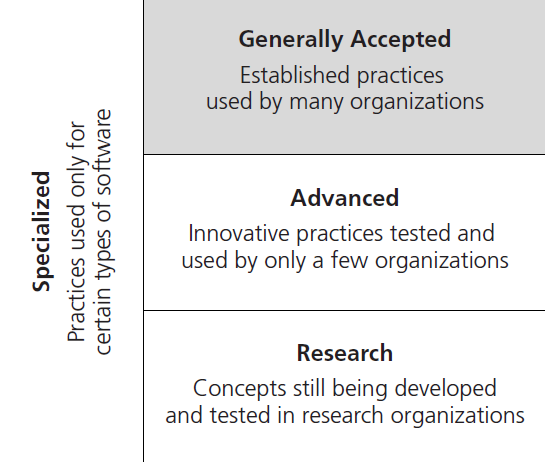 Specialized
Practices used only for
certain types of software
Generally Accepted
Established practices
used by many organizations
Advanced
Innovative practices tested and
used by only a few organizations
Research
Concepts still being developed
and tested in research organizations